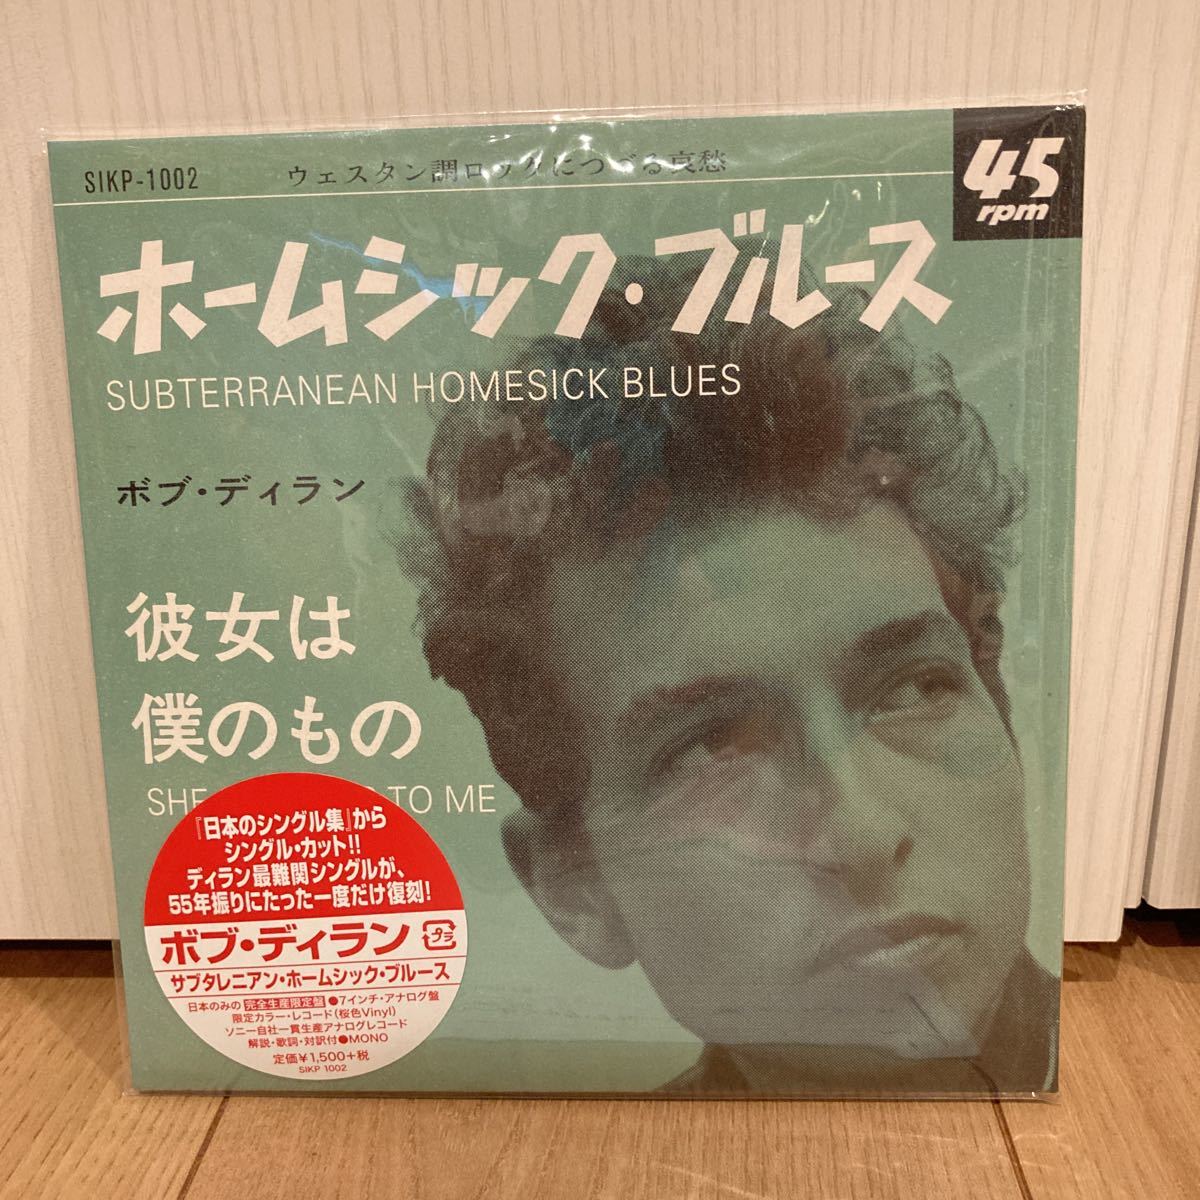 SIKP-1002
ウェスタン調ロックにつづる哀愁
45
rpm
ホームシック・ブルース
SUBTERRANEAN HOMESICK BLUES
ボブ・ディラン
彼女は
僕のもの
SHE TO ME
『日本のシングル集』から
シングル・カット!!
ディラン最難関シングルが、
55年振りにたった一度だけ復刻!
ボブ・ディラン プラ
サブタレニアン・ホームシック・ブルース
日本のみの 完全生産限定盤 ●7インチ・アナログ盤
限定カラー・レコード(桜色Vinyl)
ソニー自社一貫生産アナログレコード
解説・歌詞・対訳付●MONO
定価¥1,500+税
SIKP 1002